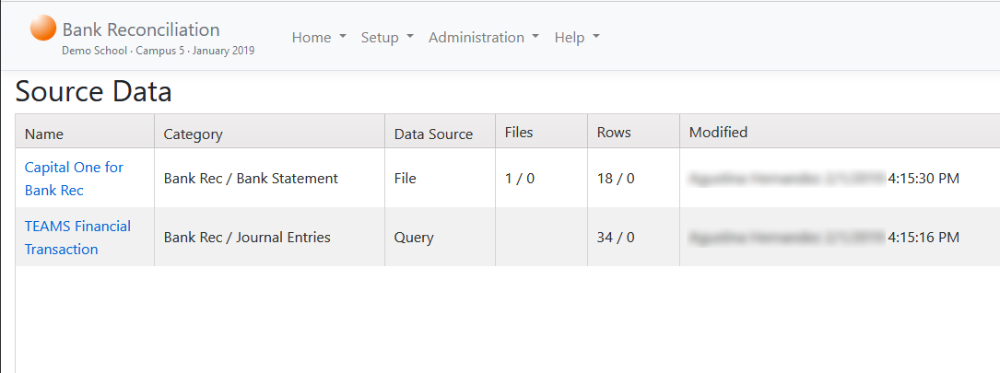 Bank Reconciliation
Demo School · Campus 5 · January 2019
Home Setup Administration Help
Source Data
Name Category Data Source Files Rows Modified
Capital One for
Bank Rec
Bank Rec / Bank Statement File 1 / 0 18 / 0 4:15:30 PM
TEAMS Financial
Transaction
Bank Rec / Journal Entries Query 34 / 0 4:15:16 PM